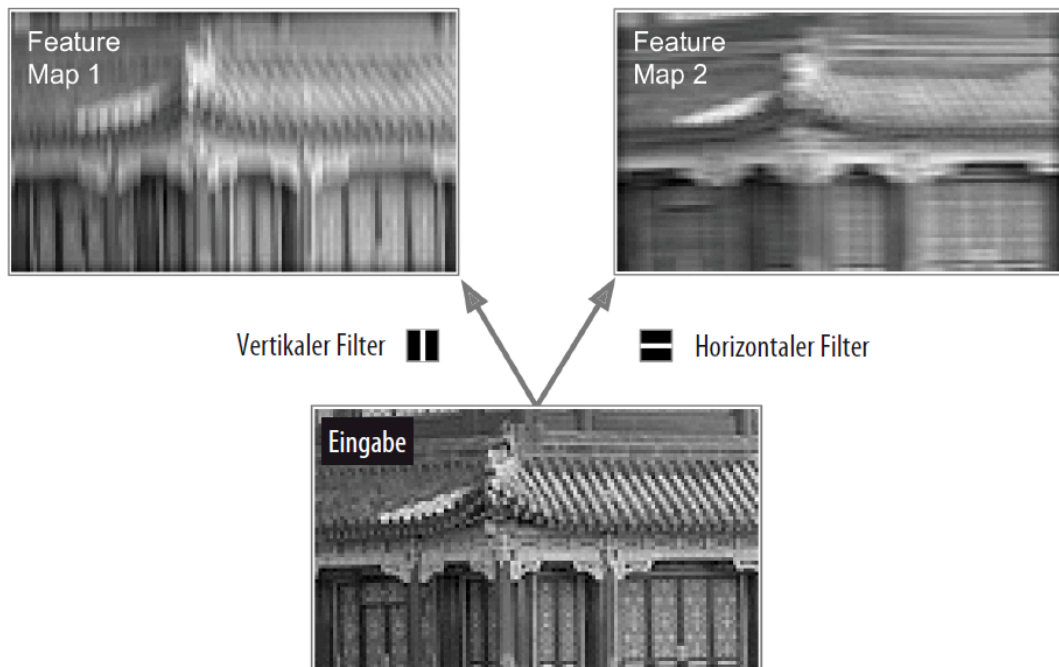 Feature
Map 1
Feature
Map 2
Vertikaler Filter
Horizontaler Filter
Eingabe